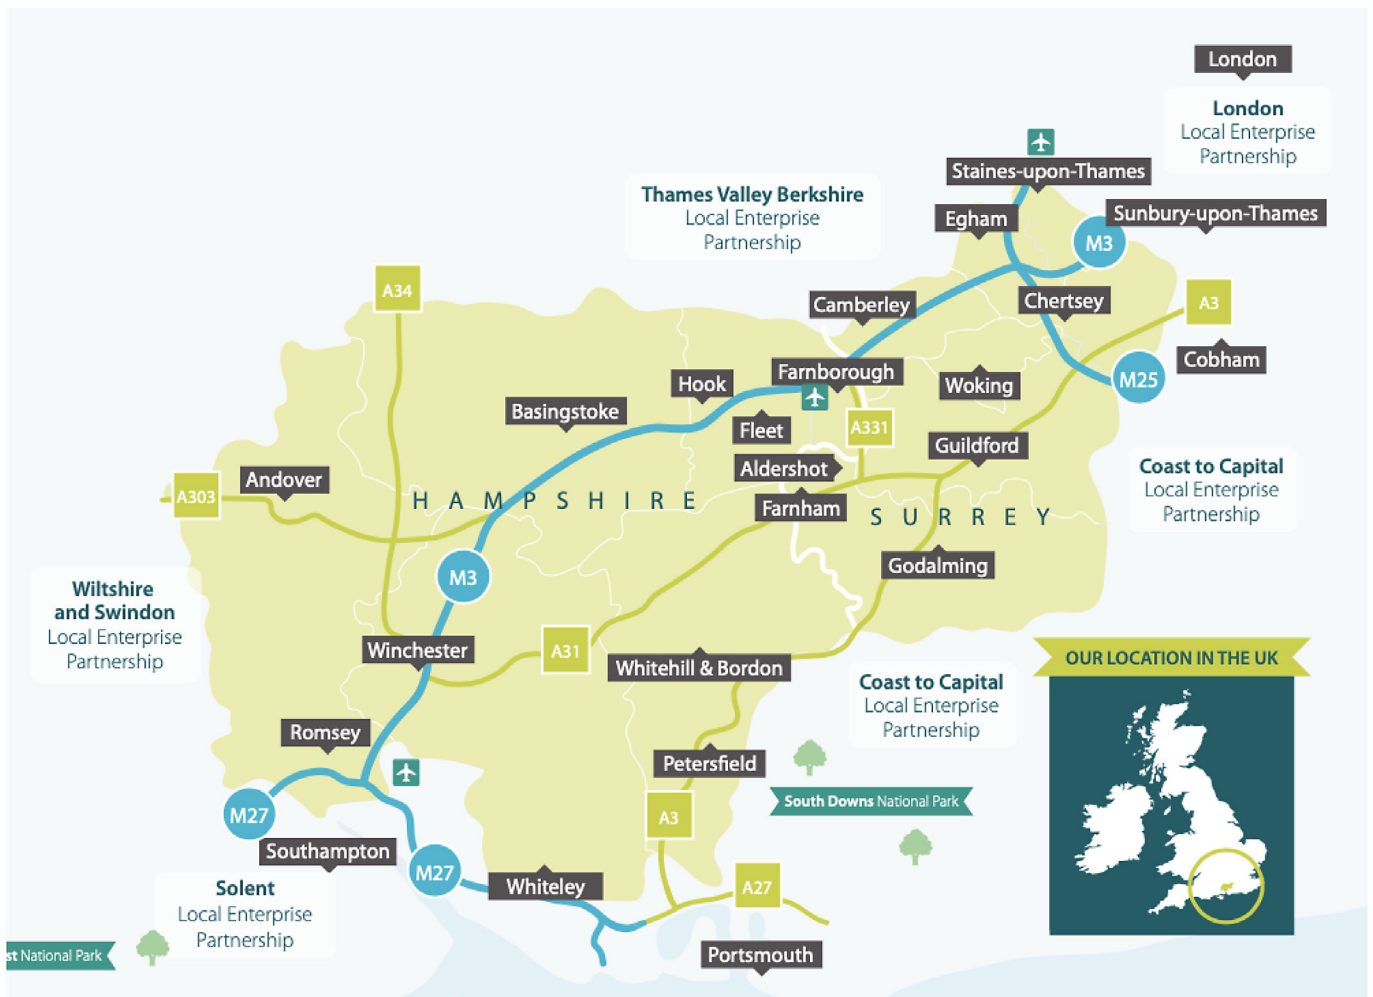 London
London
Local Enterprise
Partnership
Staines-upon-Thames
Thames Valley Berkshire
Local Enterprise
Partnership
Egham
Sunbury-upon-Thames
M3
A34
Camberley
Chertsey
A3
Cobham
Farnborough
Hook
Woking
M25
Basingstoke
Fleet
A331
Guildford
Aldershot
Coast to Capital
Local Enterprise
Partnership
Andover
A303
HAMPSHIRE
Farnham
SURREY
Godalming
M3
Wiltshire
and Swindon
Local Enterprise
Partnership
Winchester
A31
Whitehill & Bordon
OUR LOCATION IN THE UK
Coast to Capital
Local Enterprise
Partnership
Romsey
Petersfield
South Downs National Park
M27
A3
Southampton
M27
Whiteley
A27
Solent
Local Enterprise
Partnership
st National Park
Portsmouth